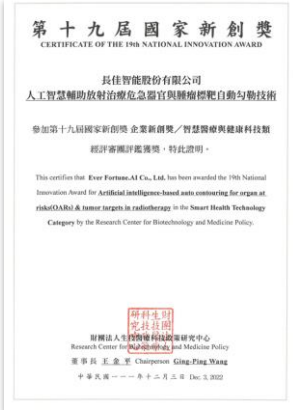 第十九屆國家新創獎
CERTIFICATE OF THE 19th NATIONAL INNOVATION AWARD
長佳智能股份有限公司
人工智慧輔助放射治療危急器官與腫瘤標靶自動勾勒技術
參加第十九屆國家新創獎 企業新創獎／智慧醫療與健康科技類
經評審團評鑑獲獎，特此證明。
This certifies that Ever Fortune.AI Co., Ltd. has been awarded the 19th National
Innovation Award for Artificial intelligence-based auto contouring for organ at
risks(OARs) & tumor targets in radiotherapy in the Smart Health Technology
Category by the Research Center for Biotechnology and Medicine Policy.
財團法人生技醫療科技政策研究中心
Research Center for Biotechnology and Medicine Policy
董事長 王金平 Chairperson Ging-Ping Wang
中華民國一一一年十二月三日 Dec. 3, 2022